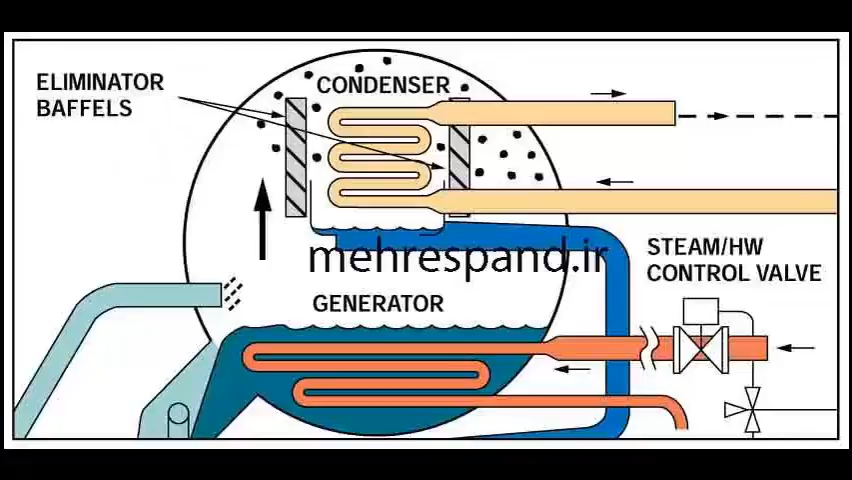 ELIMINATOR
BAFFELS
CONDENSER
mehrespand.ir
STEAM/HW
CONTROL VALVE
GENERATOR